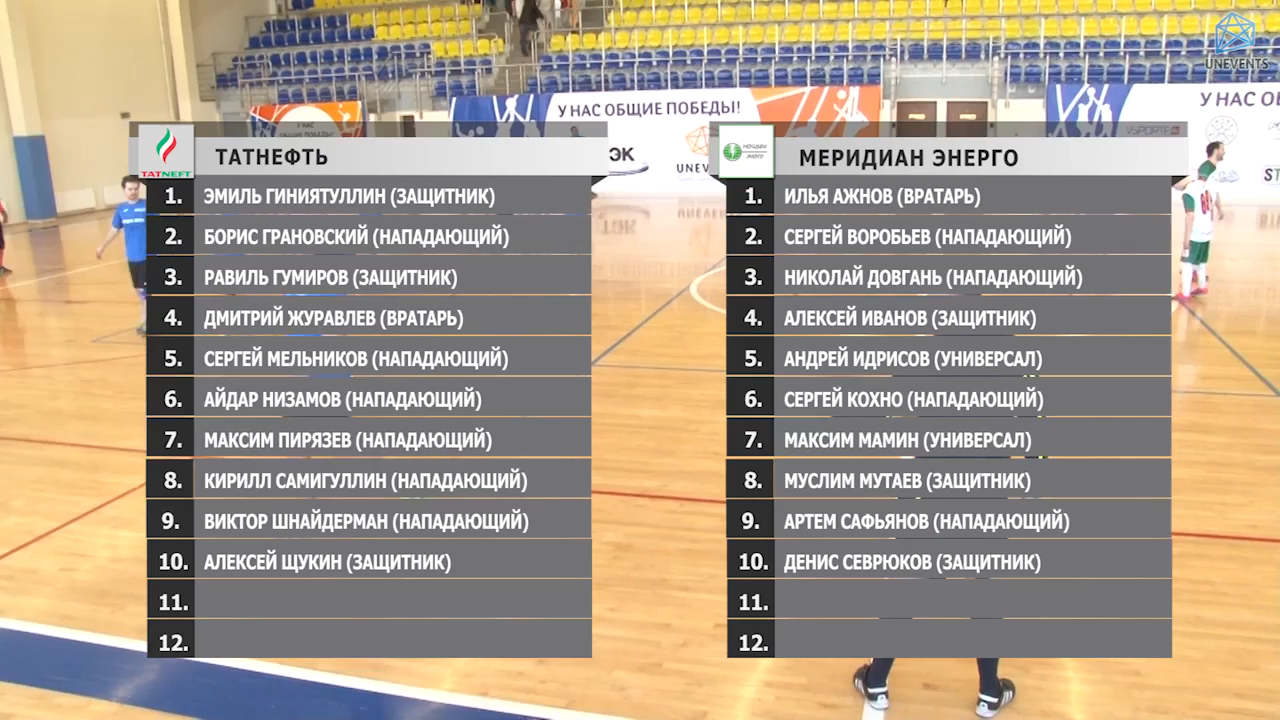 UNEVENTS
У НАС ОБЩИЕ ПОБЕДЫ!
У НАС
TATNEFT
ТАТНЕФТЬ
1. ЭМИЛЬ ГИНИЯТУЛЛИН (ЗАЩИТНИК)
2. БОРИС ГРАНОВСКИЙ (НАПАДАЮЩИЙ)
3. РАВИЛЬ ГУМИРОВ (ЗАЩИТНИК)
4. ДМИТРИЙ ЖУРАВЛЕВ (ВРАТАРЬ)
5. СЕРГЕЙ МЕЛЬНИКОВ (НАПАДАЮЩИЙ)
6. АЙДАР НИЗАМОВ (НАПАДАЮЩИЙ)
7. МАКСИМ ПИРЯЗЕВ (НАПАДАЮЩИЙ)
8. КИРИЛЛ САМИГУЛЛИН (НАПАДАЮЩИЙ)
9. ВИКТОР ШНАЙДЕРМАН (НАПАДАЮЩИЙ)
10. АЛЕКСЕЙ ЩУКИН (ЗАЩИТНИК)
11.
12.
МЕРИДИАН ЭНЕРГО
1. ИЛЬЯ АЖНОВ (ВРАТАРЬ)
2. СЕРГЕЙ ВОРОБЬЕВ (НАПАДАЮЩИЙ)
3. НИКОЛАЙ ДОВГАНЬ (НАПАДАЮЩИЙ)
4. АЛЕКСЕЙ ИВАНОВ (ЗАЩИТНИК)
5. АНДРЕЙ ИДРИСОВ (УНИВЕРСАЛ)
6. СЕРГЕЙ КОХНО (НАПАДАЮЩИЙ)
7. МАКСИМ МАМИН (УНИВЕРСАЛ)
8. МУСЛИМ МУТАЕВ (ЗАЩИТНИК)
9. АРТЕМ САФЬЯНОВ (НАПАДАЮЩИЙ)
10. ДЕНИС СЕВРЮКОВ (ЗАЩИТНИК)
11.
12.